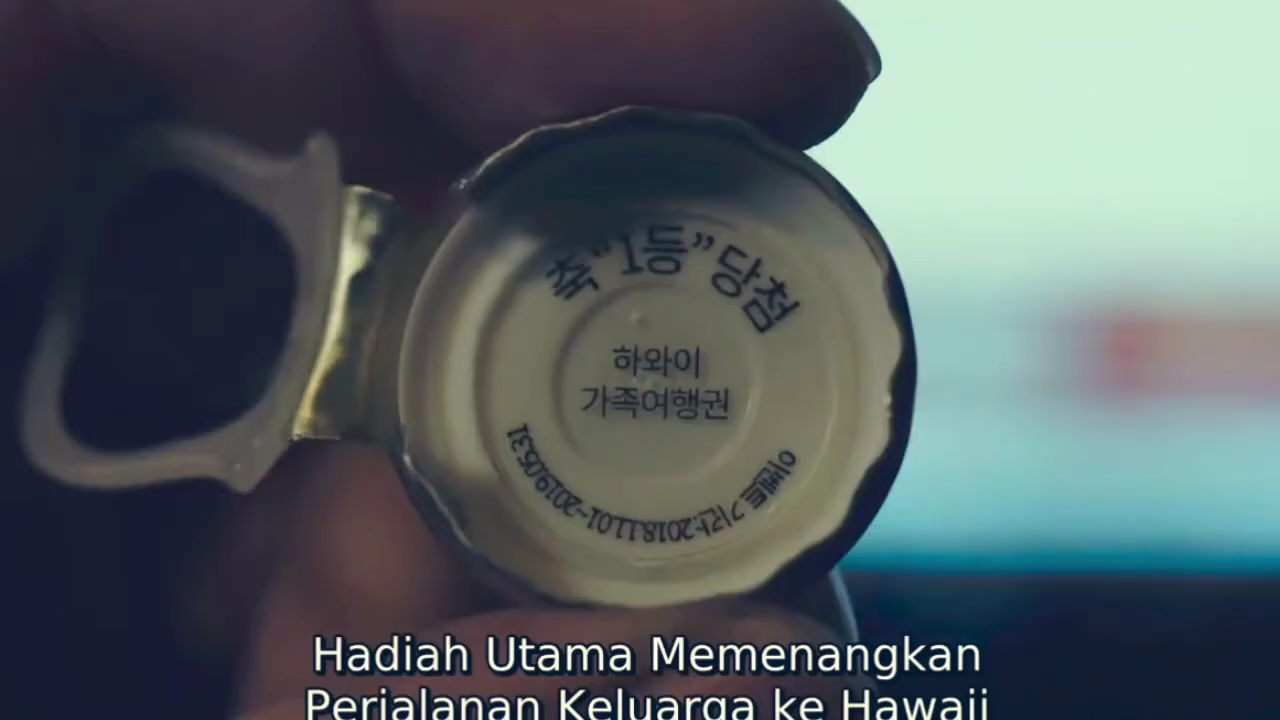 축 "1등" 당첨
하와이
가족여행권
이벤트 기간:2018.11.01~2019.05.31
Hadiah Utama Memenangkan
Perjalanan Keluarga ke Hawaii